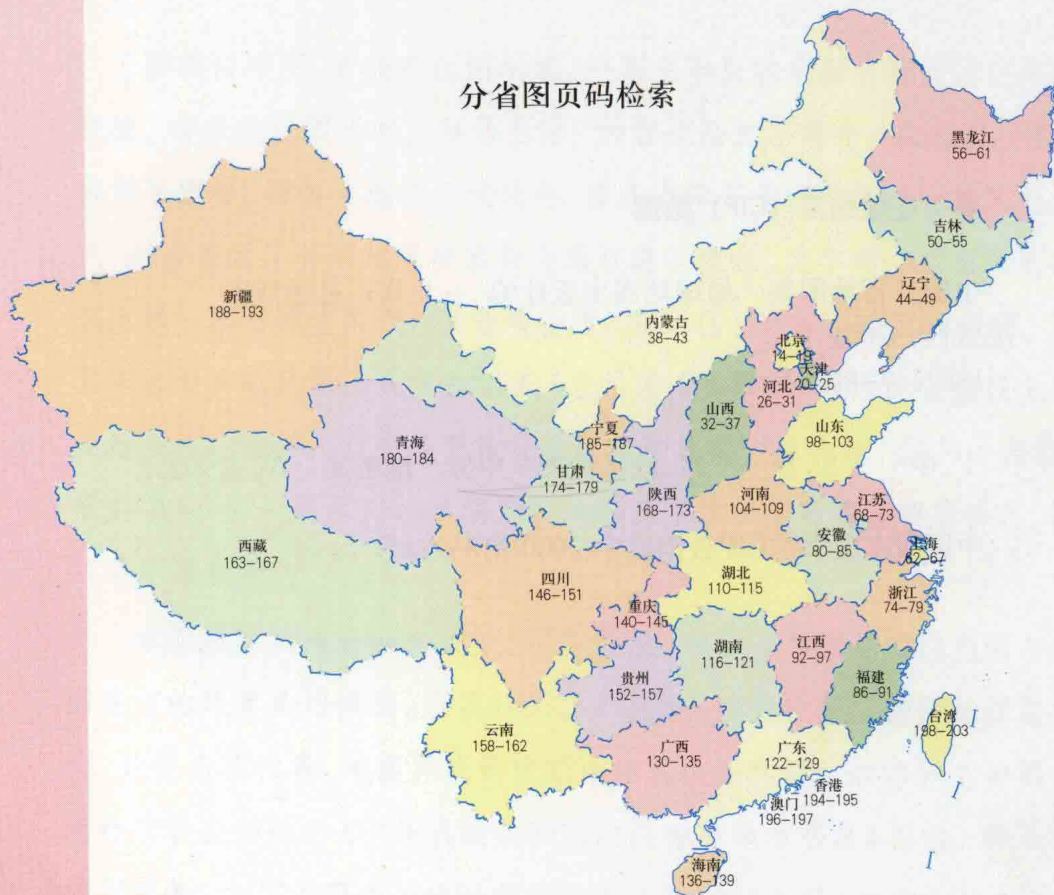 分省图页码检索
黑龙江
56–61
吉林
50–55
辽宁
44–49
新疆
188–193
内蒙古
38–43
北京
14–19
天津
20–25
河北
26–31
山西
32–37
山东
98–103
宁夏
185–187
青海
180–184
甘肃
174–179
陕西
168–173
河南
104–109
江苏
68–73
安徽
80–85
上海
62–67
西藏
163–167
四川
146–151
湖北
110–115
浙江
74–79
重庆
140–145
湖南
116–121
江西
92–97
贵州
152–157
福建
86–91
台湾
198–203
云南
158–162
广西
130–135
广东
122–129
香港
194–195
澳门
196–197
海南
136–139